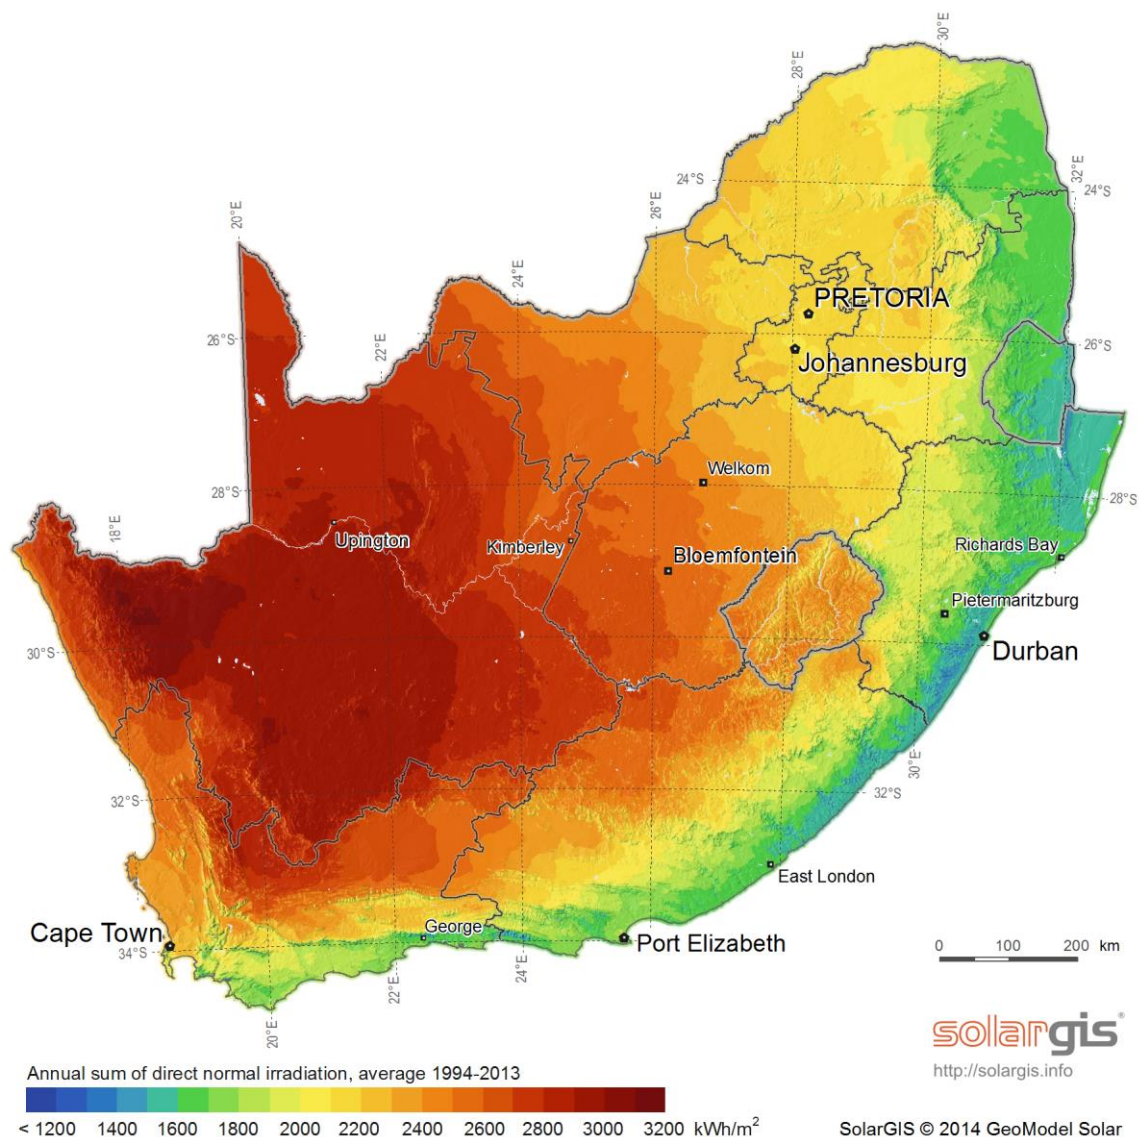 30°E
28°E
32°E
24°S
24°S
26°E
20°E
24°E
PRETORIA
26°S
22°E
26°S
Johannesburg
Welkom
28°S
28°S
18°E
Upington
Kimberley
Bloemfontein
Richards Bay
Pietermaritzburg
30°S
Durban
30°E
32°S
32°S
East London
Cape Town
George
Port Elizabeth
34°S
24°E
22°E
20°E
0 100 200 km
solargis®
http://solargis.info
Annual sum of direct normal irradiation, average 1994-2013
< 1200 1400 1600 1800 2000 2200 2400 2600 2800 3000 3200 kWh/m²
SolarGIS © 2014 GeoModel Solar